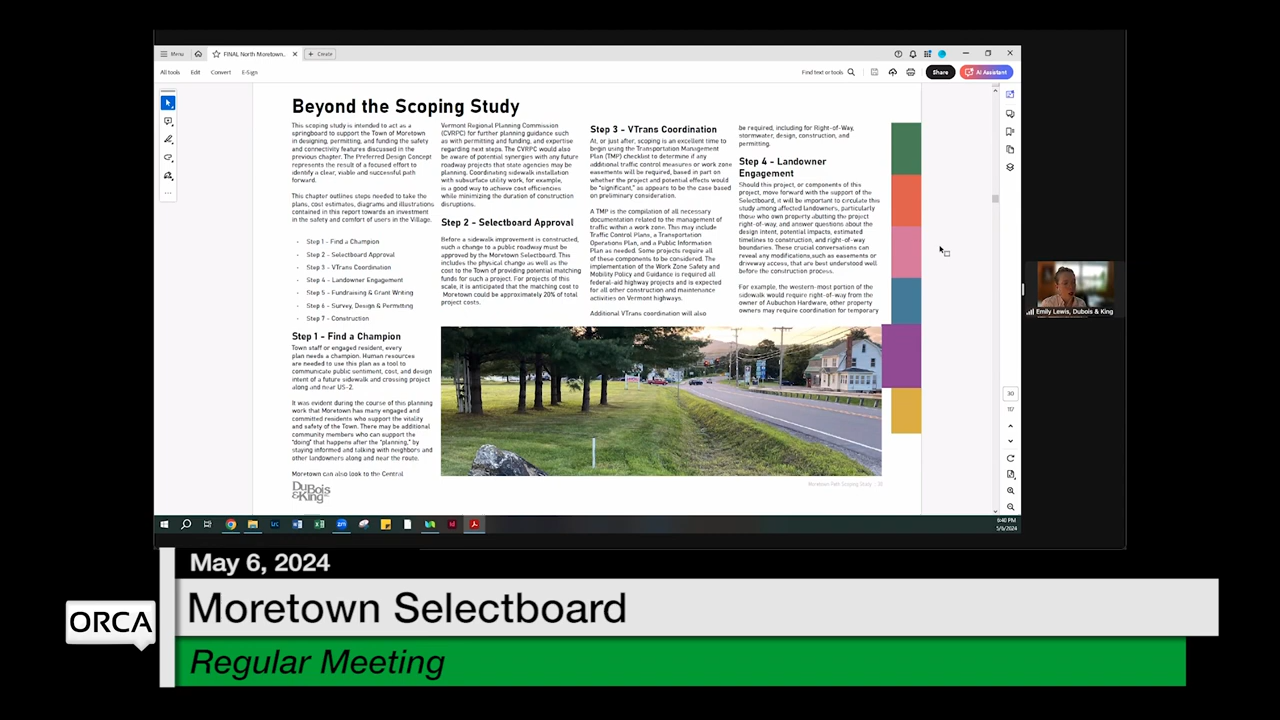 Menu
FINAL North Moretown,
Create
All tools
Edit
Convert
E-Sign
Find text or tools
Share
AI Assistant
Beyond the Scoping Study
This scoping study is intended to act as a
springboard to support the Town of Moretown
in designing, permitting, and funding the safety
and connectivity features discussed in the
previous chapter. The Preferred Design Concept
represents the result of a focused effort to
identify a clear, viable and successful path
forward.
This chapter outlines steps needed to take the
plans, cost estimates, diagrams and illustrations
contained in this report towards an investment
in the safety and comfort of users in the Village.
- Step 1 - Find a Champion
- Step 2 - Selectboard Approval
- Step 3 - VTrans Coordination
- Step 4 - Landowner Engagement
- Step 5 - Fundraising & Grant Writing
- Step 6 - Survey, Design & Permitting
- Step 7 - Construction
Step 1 - Find a Champion
Town staff or engaged resident, every
plan needs a champion. Human resources
are needed to use this plan as a tool to
communicate public sentiment, cost, and design
intent of a future sidewalk and crossing project
along and near US-2.
It was evident during the course of this planning
work that Moretown has many engaged and
committed residents who support the vitality
and safety of the Town. There may be additional
community members who can support the
"doing" that happens after the "planning," by
staying informed and talking with neighbors and
other landowners along and near the route.
Moretown can also look to the Central
Vermont Regional Planning Commission
(CVRPC) for further planning guidance such
as with permitting and funding, and expertise
regarding next steps. The CVRPC would also
be aware of potential synergies with any future
roadway projects that state agencies may be
planning. Coordinating sidewalk installation
with subsurface utility work, for example,
is a good way to achieve cost efficiencies
while minimizing the duration of construction
disruptions.
Step 2 - Selectboard Approval
Before a sidewalk improvement is constructed,
such a change to a public roadway must be
approved by the Moretown Selectboard. This
includes the physical change as well as the
cost to the Town of providing potential matching
funds for such a project. For projects of this
scale, it is anticipated that the matching cost to
Moretown could be approximately 20% of total
project costs.
Step 3 - VTrans Coordination
At, or just after, scoping is an excellent time to
begin using the Transportation Management
Plan (TMP) checklist to determine if any
additional traffic control measures or work zone
easements will be required, based in part on
whether the project and potential effects would
be "significant," as appears to be the case based
on preliminary consideration.
A TMP is the compilation of all necessary
documentation related to the management of
traffic within a work zone. This may include
Traffic Control Plans, a Transportation
Operations Plan, and a Public Information
Plan as needed. Some projects require all
of these components to be considered. The
implementation of the Work Zone Safety and
Mobility Policy and Guidance is required all
federal-aid highway projects and is expected
for all other construction and maintenance
activities on Vermont highways.
Additional VTrans coordination will also
be required, including for Right-of-Way,
stormwater, design, construction, and
permitting.
Step 4 - Landowner
Engagement
Should this project, or components of this
project, move forward with the support of the
Selectboard, it will be important to circulate this
study among affected landowners, particularly
those who own property abutting the project
right-of-way, and answer questions about the
design intent, potential impacts, estimated
timelines to construction, and right-of-way
boundaries. These crucial conversations can
reveal any modifications,such as easements or
driveway access, that are best understood well
before the construction process.
For example, the western-most portion of the
sidewalk would require right-of-way from the
owner of Aubuchon Hardware, other property
owners may require coordination for temporary
DuBois
& King
Moretown Path Scoping Study | 30
30
117
6:40 PM
5/6/2024
Emily Lewis, Dubois & King
May 6, 2024
ORCA
Moretown Selectboard
Regular Meeting